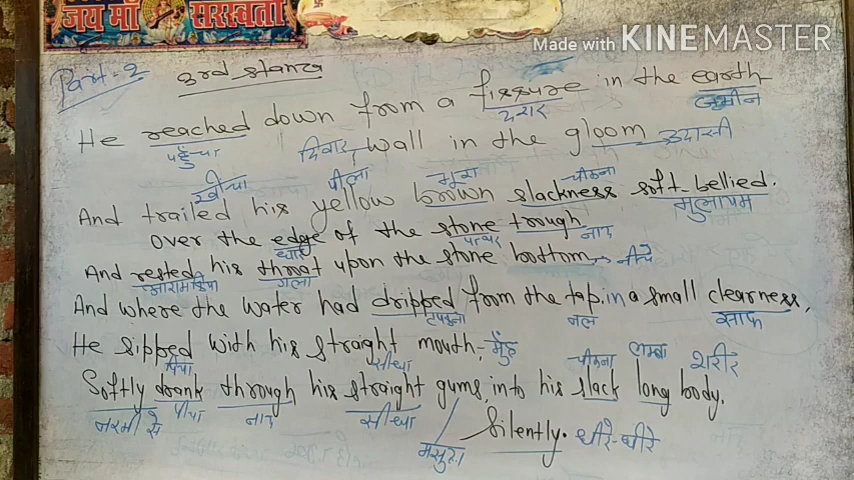 जय माँ सरस्वती
Made with KINEMASTER
Part-2 3rd stanza
He reached down from a fissure in the earth
पहुँचा दरार जमीन
wall in the gloom उदासी
दिवार
खींचा पीला भूरा
And trailed his yellow brown slackness soft-bellied.
मुलायम
over the edge of the stone trough नाद
पत्थर
And rested his throat upon the stone bottom → नीचे
आराम किया गला
And where the water had dripped from the tap, in a small clearness,
टपकना नल साफ
He sipped with his straight mouth, मुँह
पिया सीधा लम्बा शरीर
Softly drank through his straight gums, into his slack long body.
नरमी से पीया सीधा
Silently. धीरे-धीरे
मसुड़ा